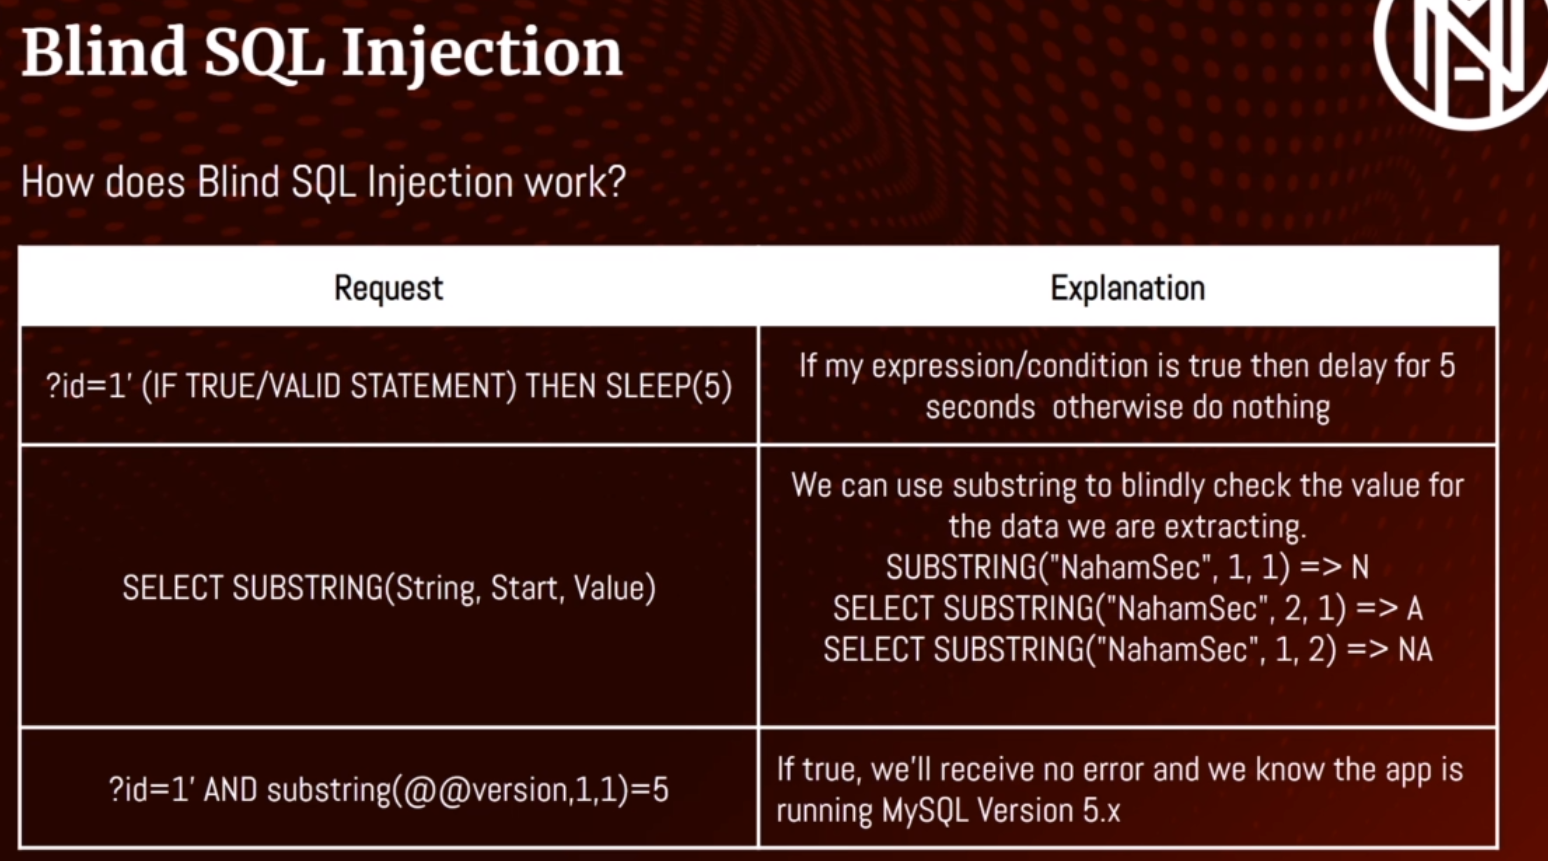 Blind SQL Injection
How does Blind SQL Injection work?
Request
Explanation
?id=1' (IF TRUE/VALID STATEMENT) THEN SLEEP(5)
If my expression/condition is true then delay for 5
seconds otherwise do nothing
SELECT SUBSTRING(String, Start, Value)
We can use substring to blindly check the value for
the data we are extracting.
SUBSTRING("NahamSec", 1, 1) => N
SELECT SUBSTRING("NahamSec", 2, 1) => A
SELECT SUBSTRING("NahamSec", 1, 2) => NA
?id=1' AND substring(@@version,1,1)=5
If true, we'll receive no error and we know the app is
running MySQL Version 5.x